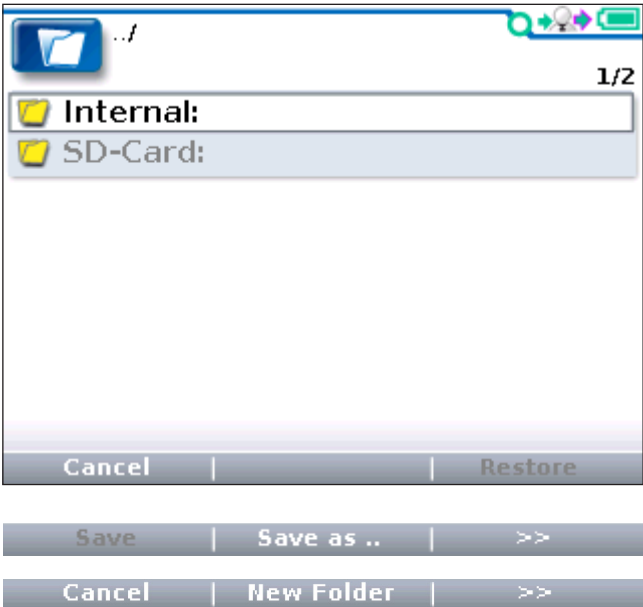 ../
1/2
Internal:
SD-Card:
Cancel | | Restore
Save | Save as .. | >>
Cancel | New Folder | >>